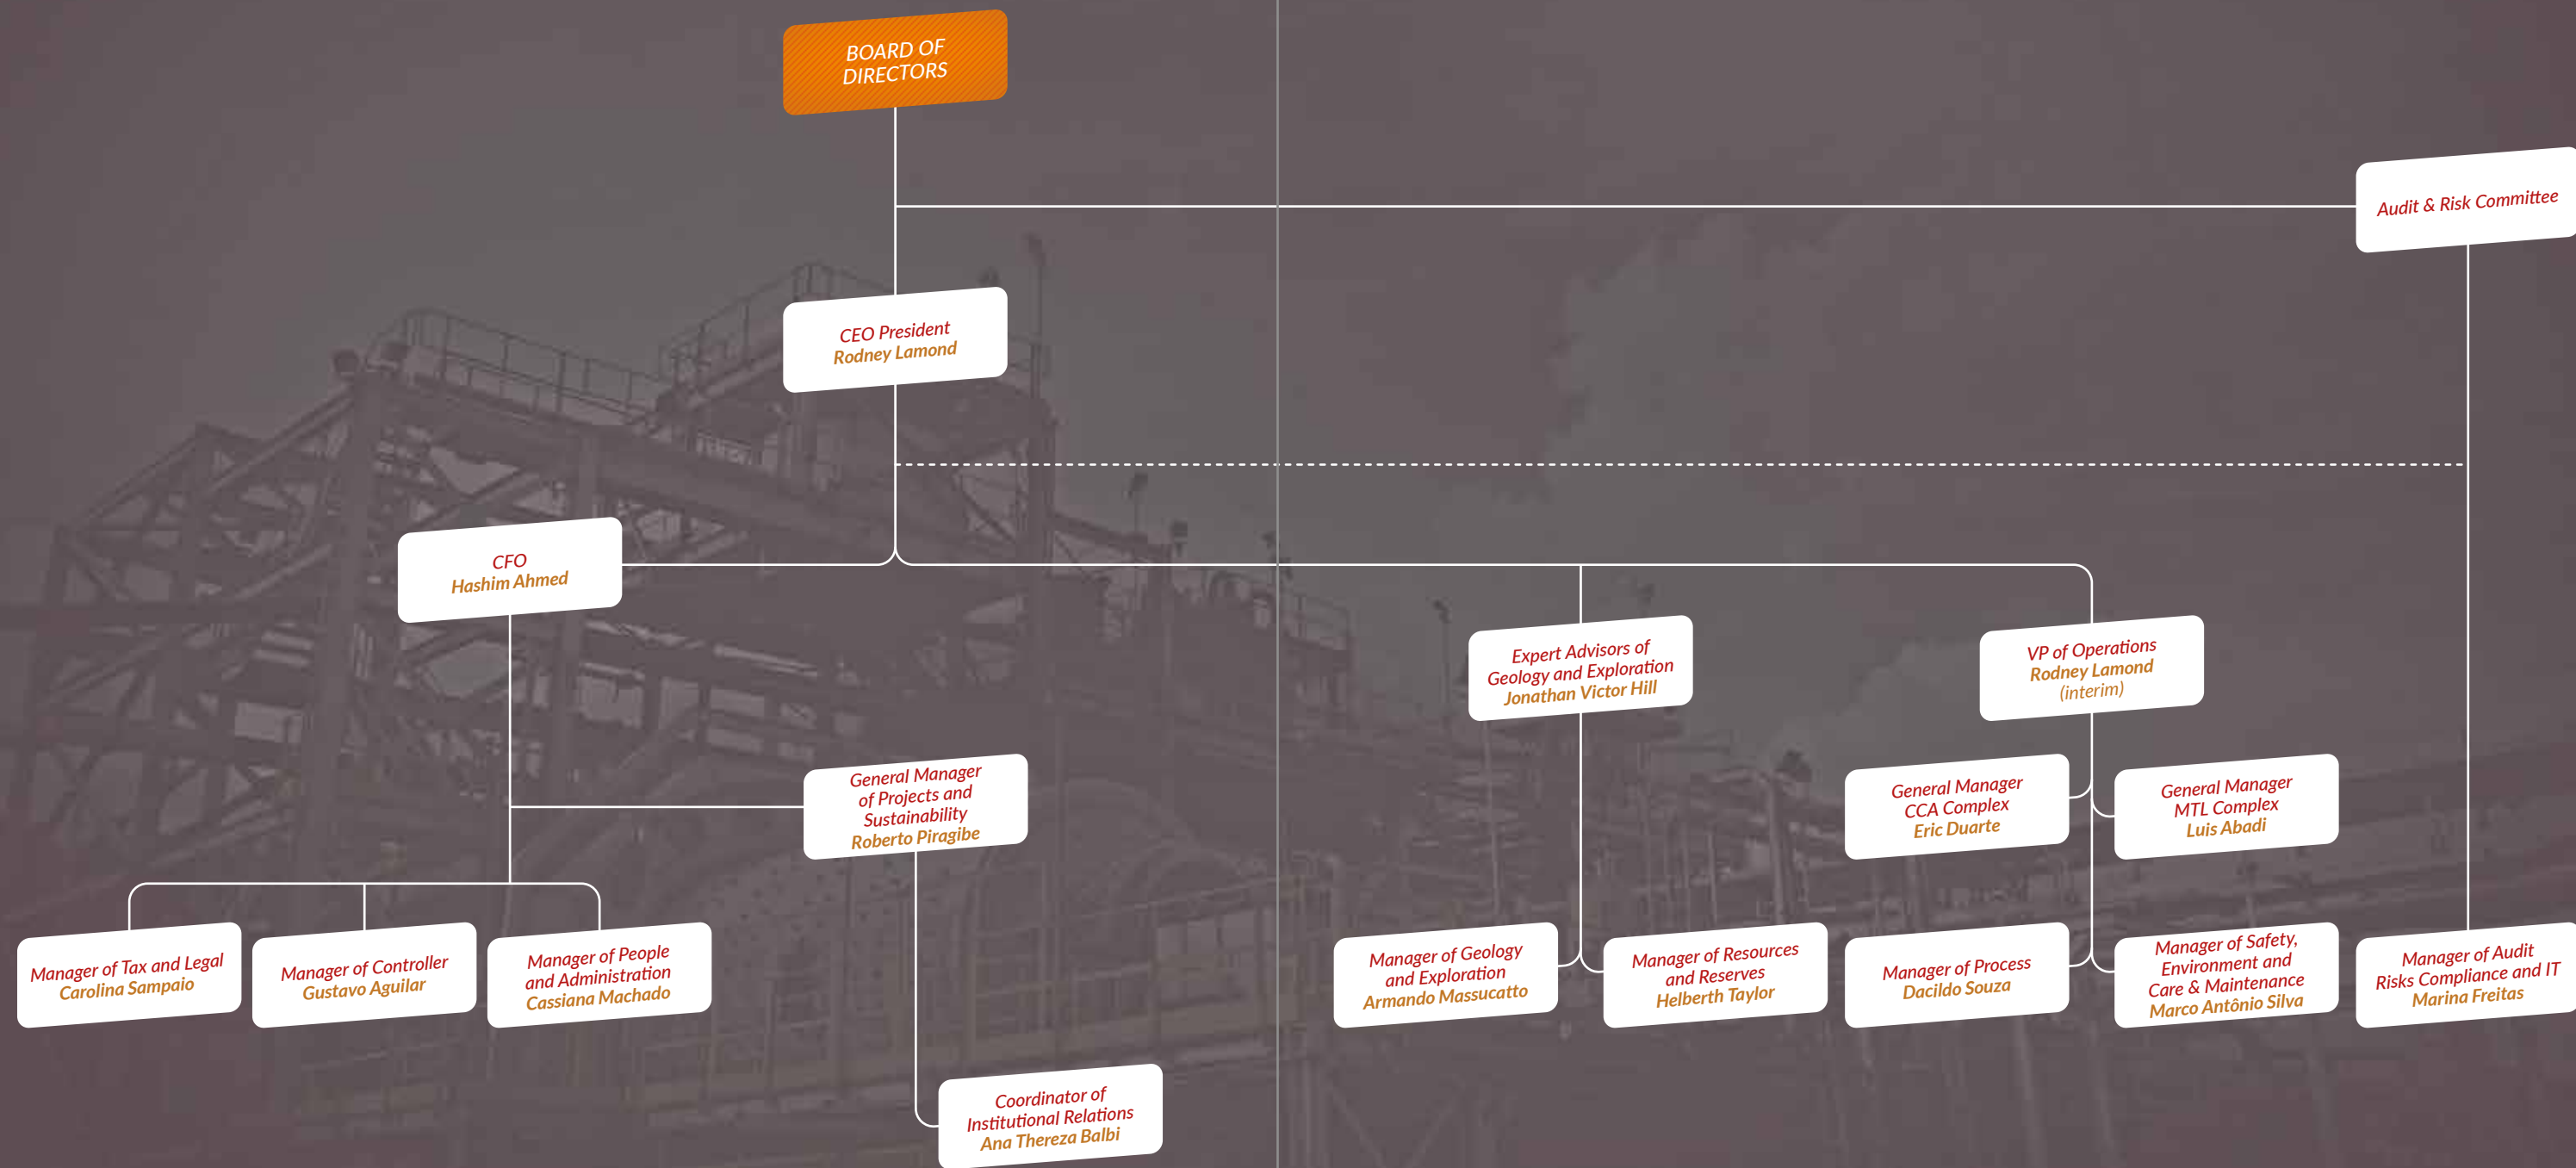 BOARD OF
DIRECTORS
Audit & Risk Committee
CEO President
Rodney Lamond
CFO
Hashim Ahmed
Expert Advisors of
Geology and Exploration
Jonathan Victor Hill
VP of Operations
Rodney Lamond
(interim)
General Manager
of Projects and
Sustainability
Roberto Piragibe
General Manager
CCA Complex
Eric Duarte
General Manager
MTL Complex
Luis Abadi
Manager of Tax and Legal
Carolina Sampaio
Manager of Controller
Gustavo Aguilar
Manager of People
and Administration
Cassiana Machado
Manager of Geology
and Exploration
Armando Massucatto
Manager of Resources
and Reserves
Helberth Taylor
Manager of Process
Dacildo Souza
Manager of Safety,
Environment and
Care & Maintenance
Marco Antônio Silva
Manager of Audit
Risks Compliance and IT
Marina Freitas
Coordinator of
Institutional Relations
Ana Thereza Balbi